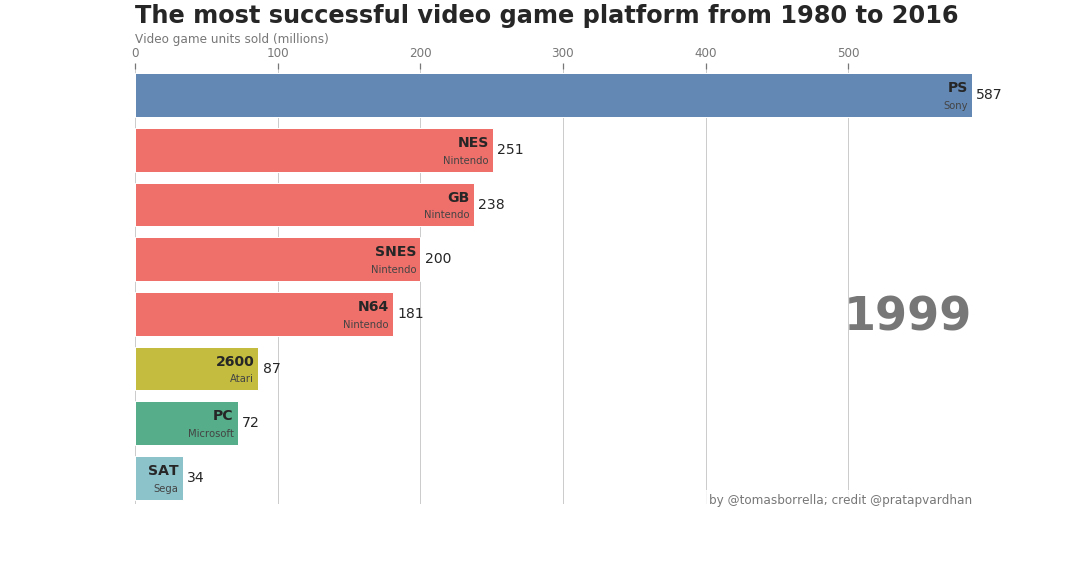 The most successful video game platform from 1980 to 2016
Video game units sold (millions)
0 100 200 300 400 500
PS
Sony
587
NES
Nintendo
251
GB
Nintendo
238
SNES
Nintendo
200
N64
Nintendo
181
1999
2600
Atari
87
PC
Microsoft
72
SAT
Sega
34
by @tomasborrella; credit @pratapvardhan